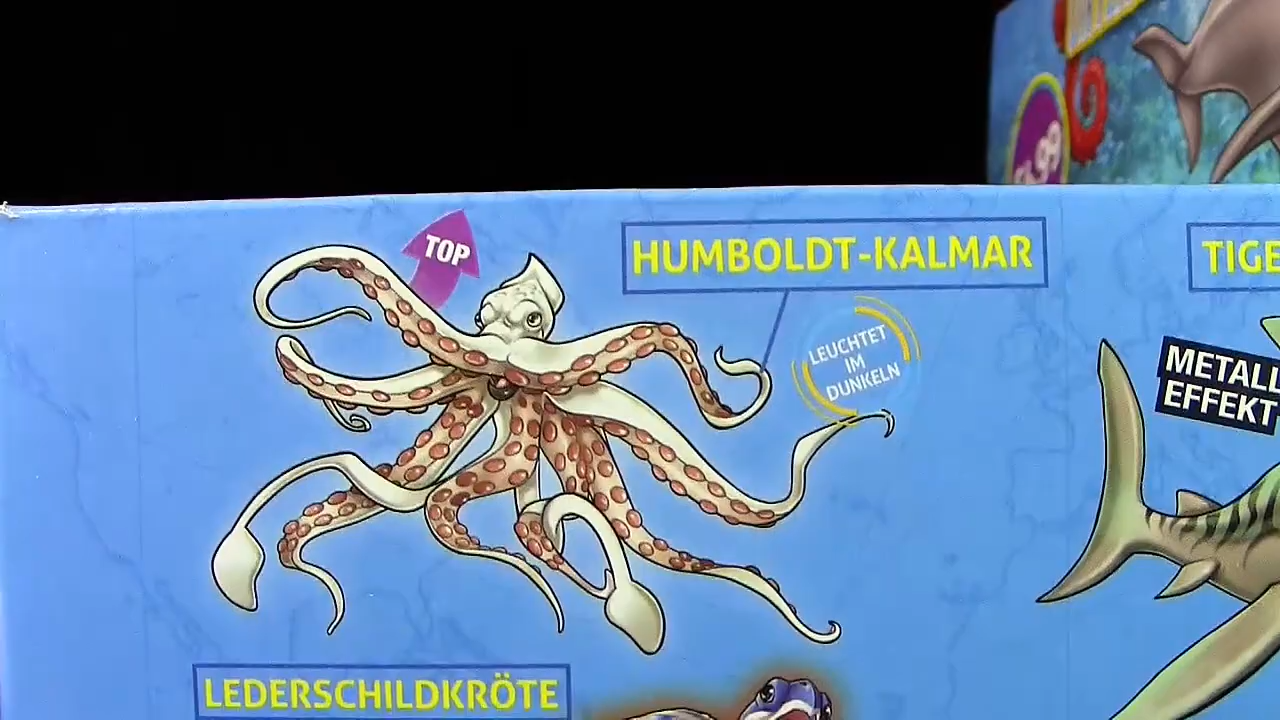 TOP
HUMBOLDT-KALMAR
LEUCHTET
IM
DUNKELN
TIGE
METALL
EFFEKT
LEDERSCHILDKRÖTE